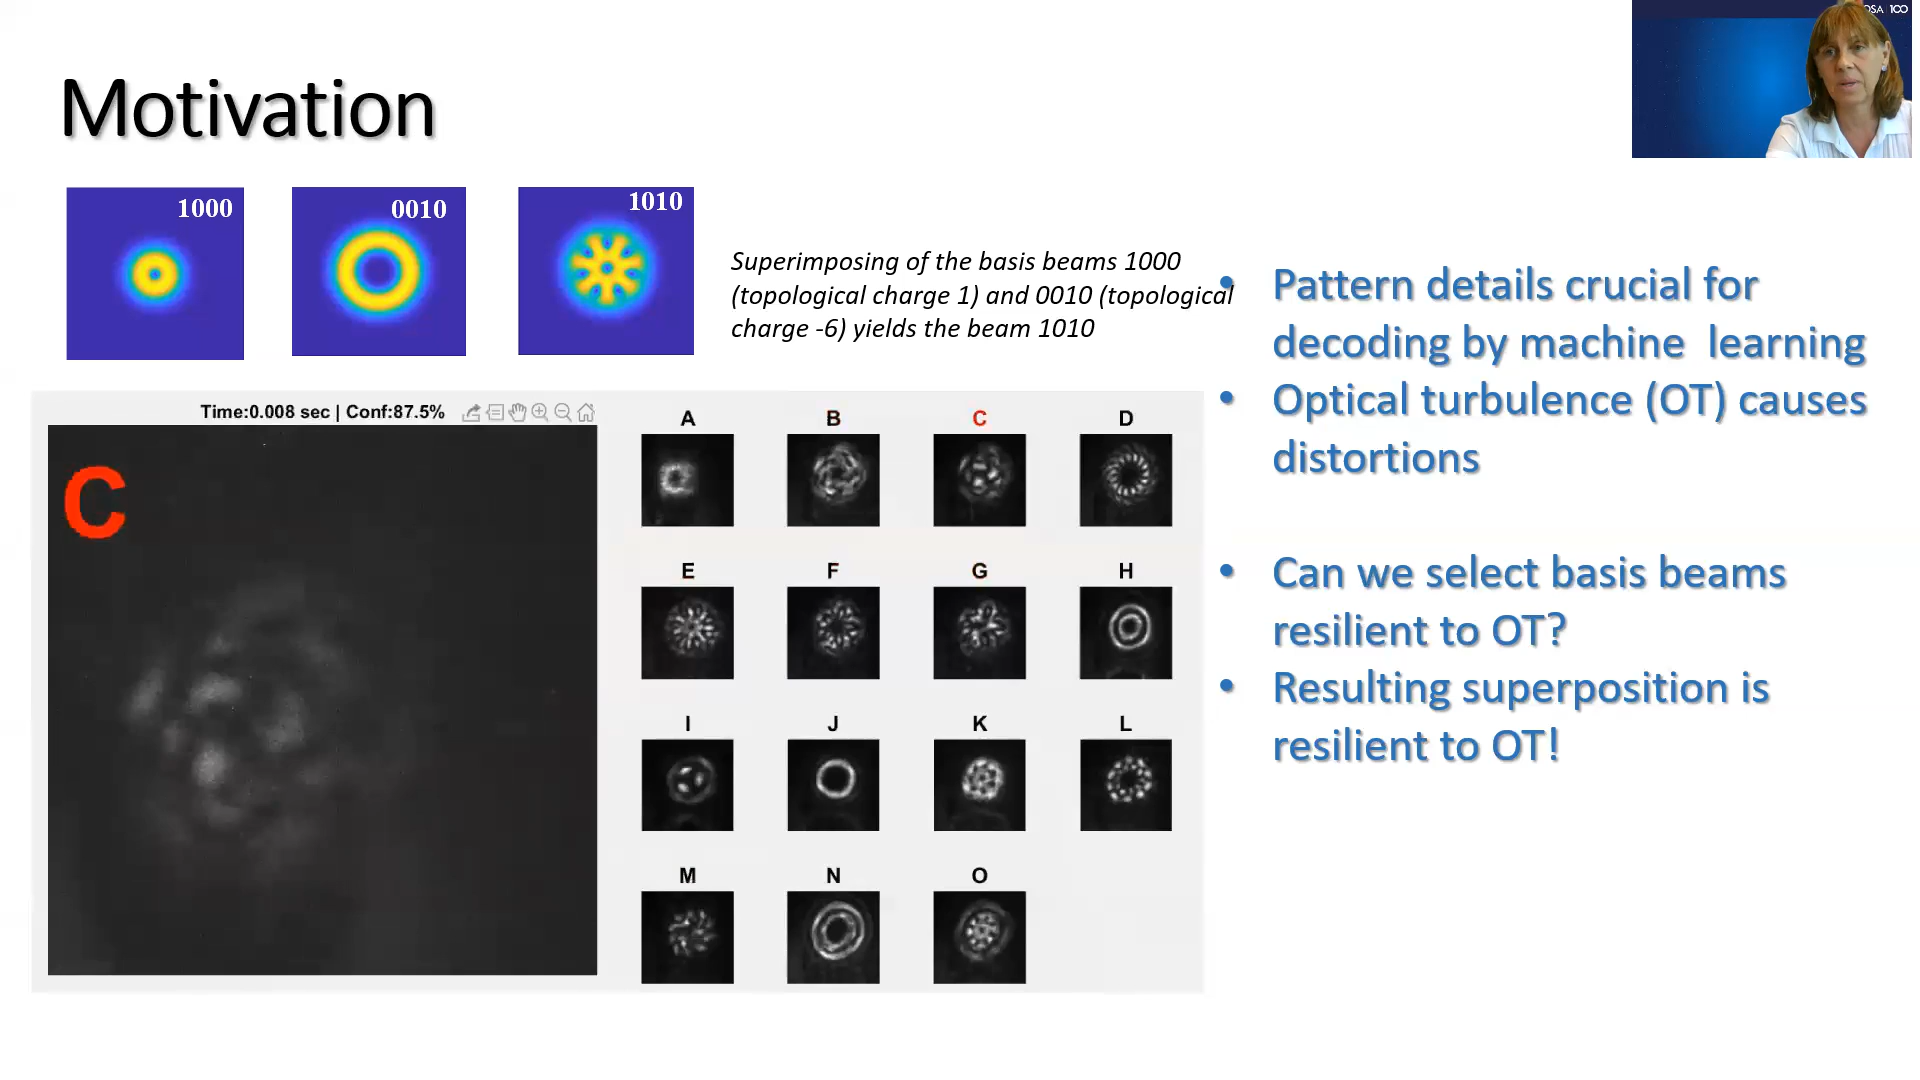 OSA 100
Motivation
1000
0010
1010
Superimposing of the basis beams 1000
(topological charge 1) and 0010 (topological
charge -6) yields the beam 1010
Time:0.008 sec | Conf:87.5%
C
A B C D
E F G H
I J K L
M N O
• Pattern details crucial for
decoding by machine learning
• Optical turbulence (OT) causes
distortions
• Can we select basis beams
resilient to OT?
• Resulting superposition is
resilient to OT!